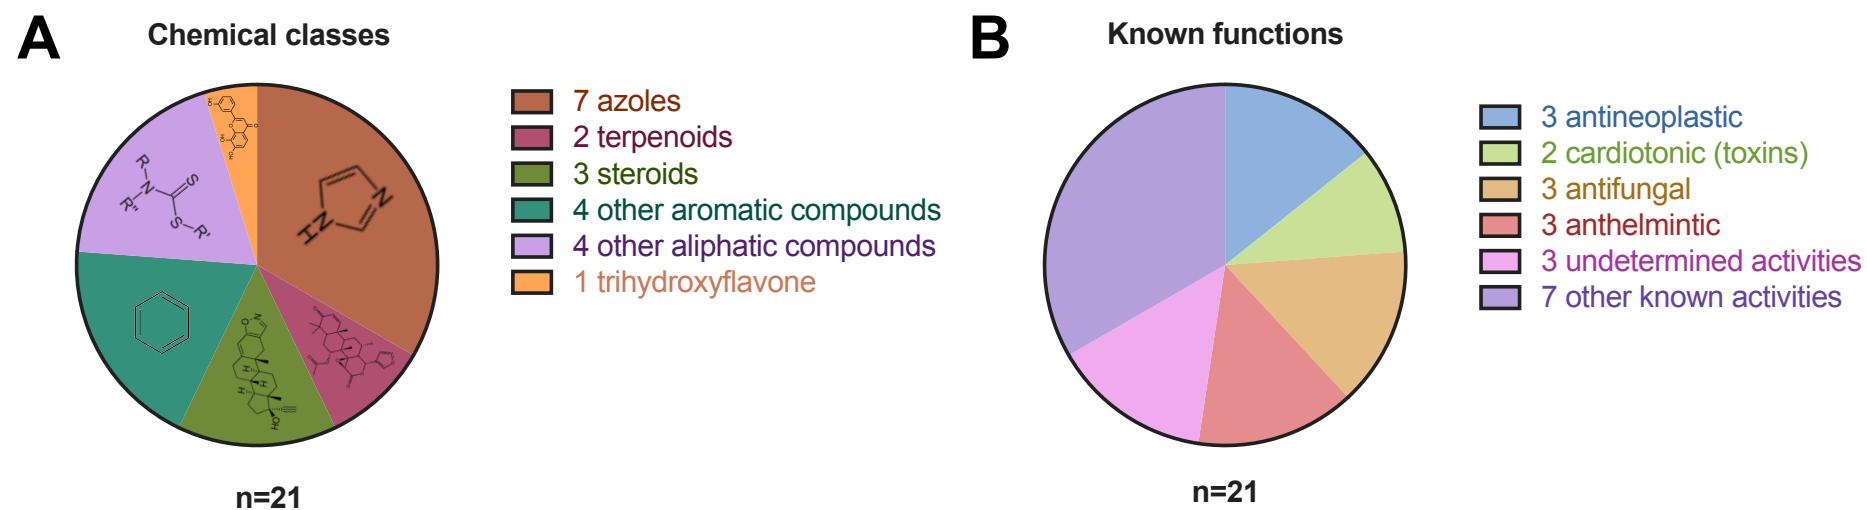 A
Chemical classes
7 azoles
2 terpenoids
3 steroids
4 other aromatic compounds
4 other aliphatic compounds
1 trihydroxyflavone
R
N
R''
S
S
R'
HN
N
n=21
B
Known functions
3 antineoplastic
2 cardiotonic (toxins)
3 antifungal
3 anthelmintic
3 undetermined activities
7 other known activities
n=21